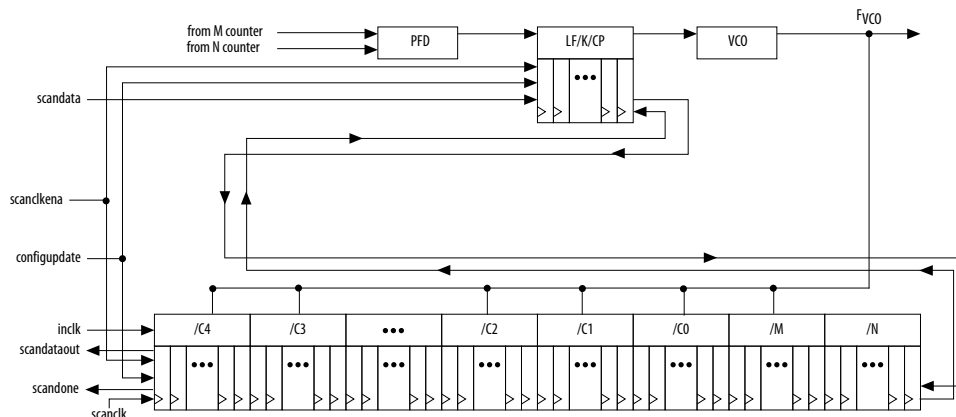 from M counter
from N counter
PFD
LF/K/CP
VCO
FVCO
•••
scandata
scanclkena
configupdate
inclk
/C4
/C3
•••
/C2
/C1
/C0
/M
/N
scandataout
•••
•••
•••
•••
•••
•••
•••
•••
scandone
scanclk